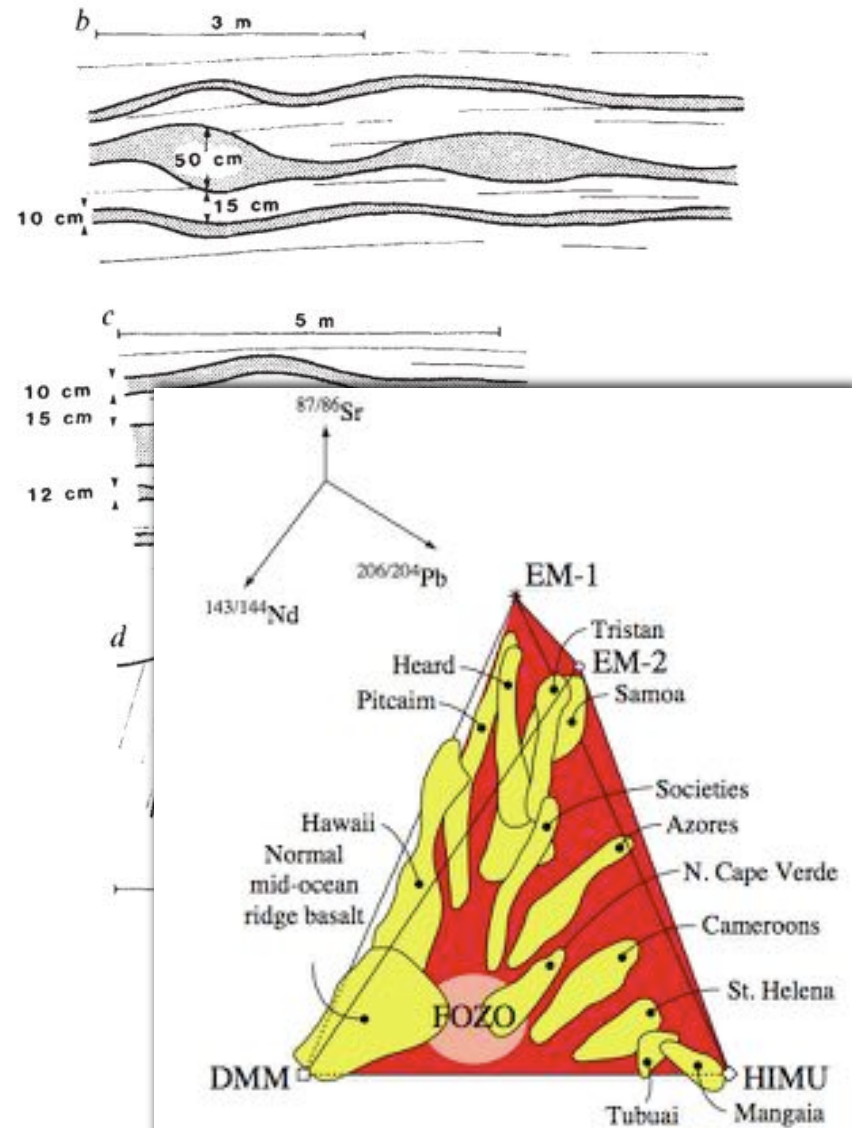 b
3 m
50 cm
15 cm
10 cm
c
5 m
10 cm
15 cm
12 cm
d
87/86Sr
206/204Pb
143/144Nd
EM-1
Tristan
EM-2
Heard
Samoa
Pitcaim
Societies
Azores
Hawaii
Normal
mid-ocean
ridge basalt
N. Cape Verde
Cameroons
St. Helena
FOZO
DMM
HIMU
Tubuai
Mangaia